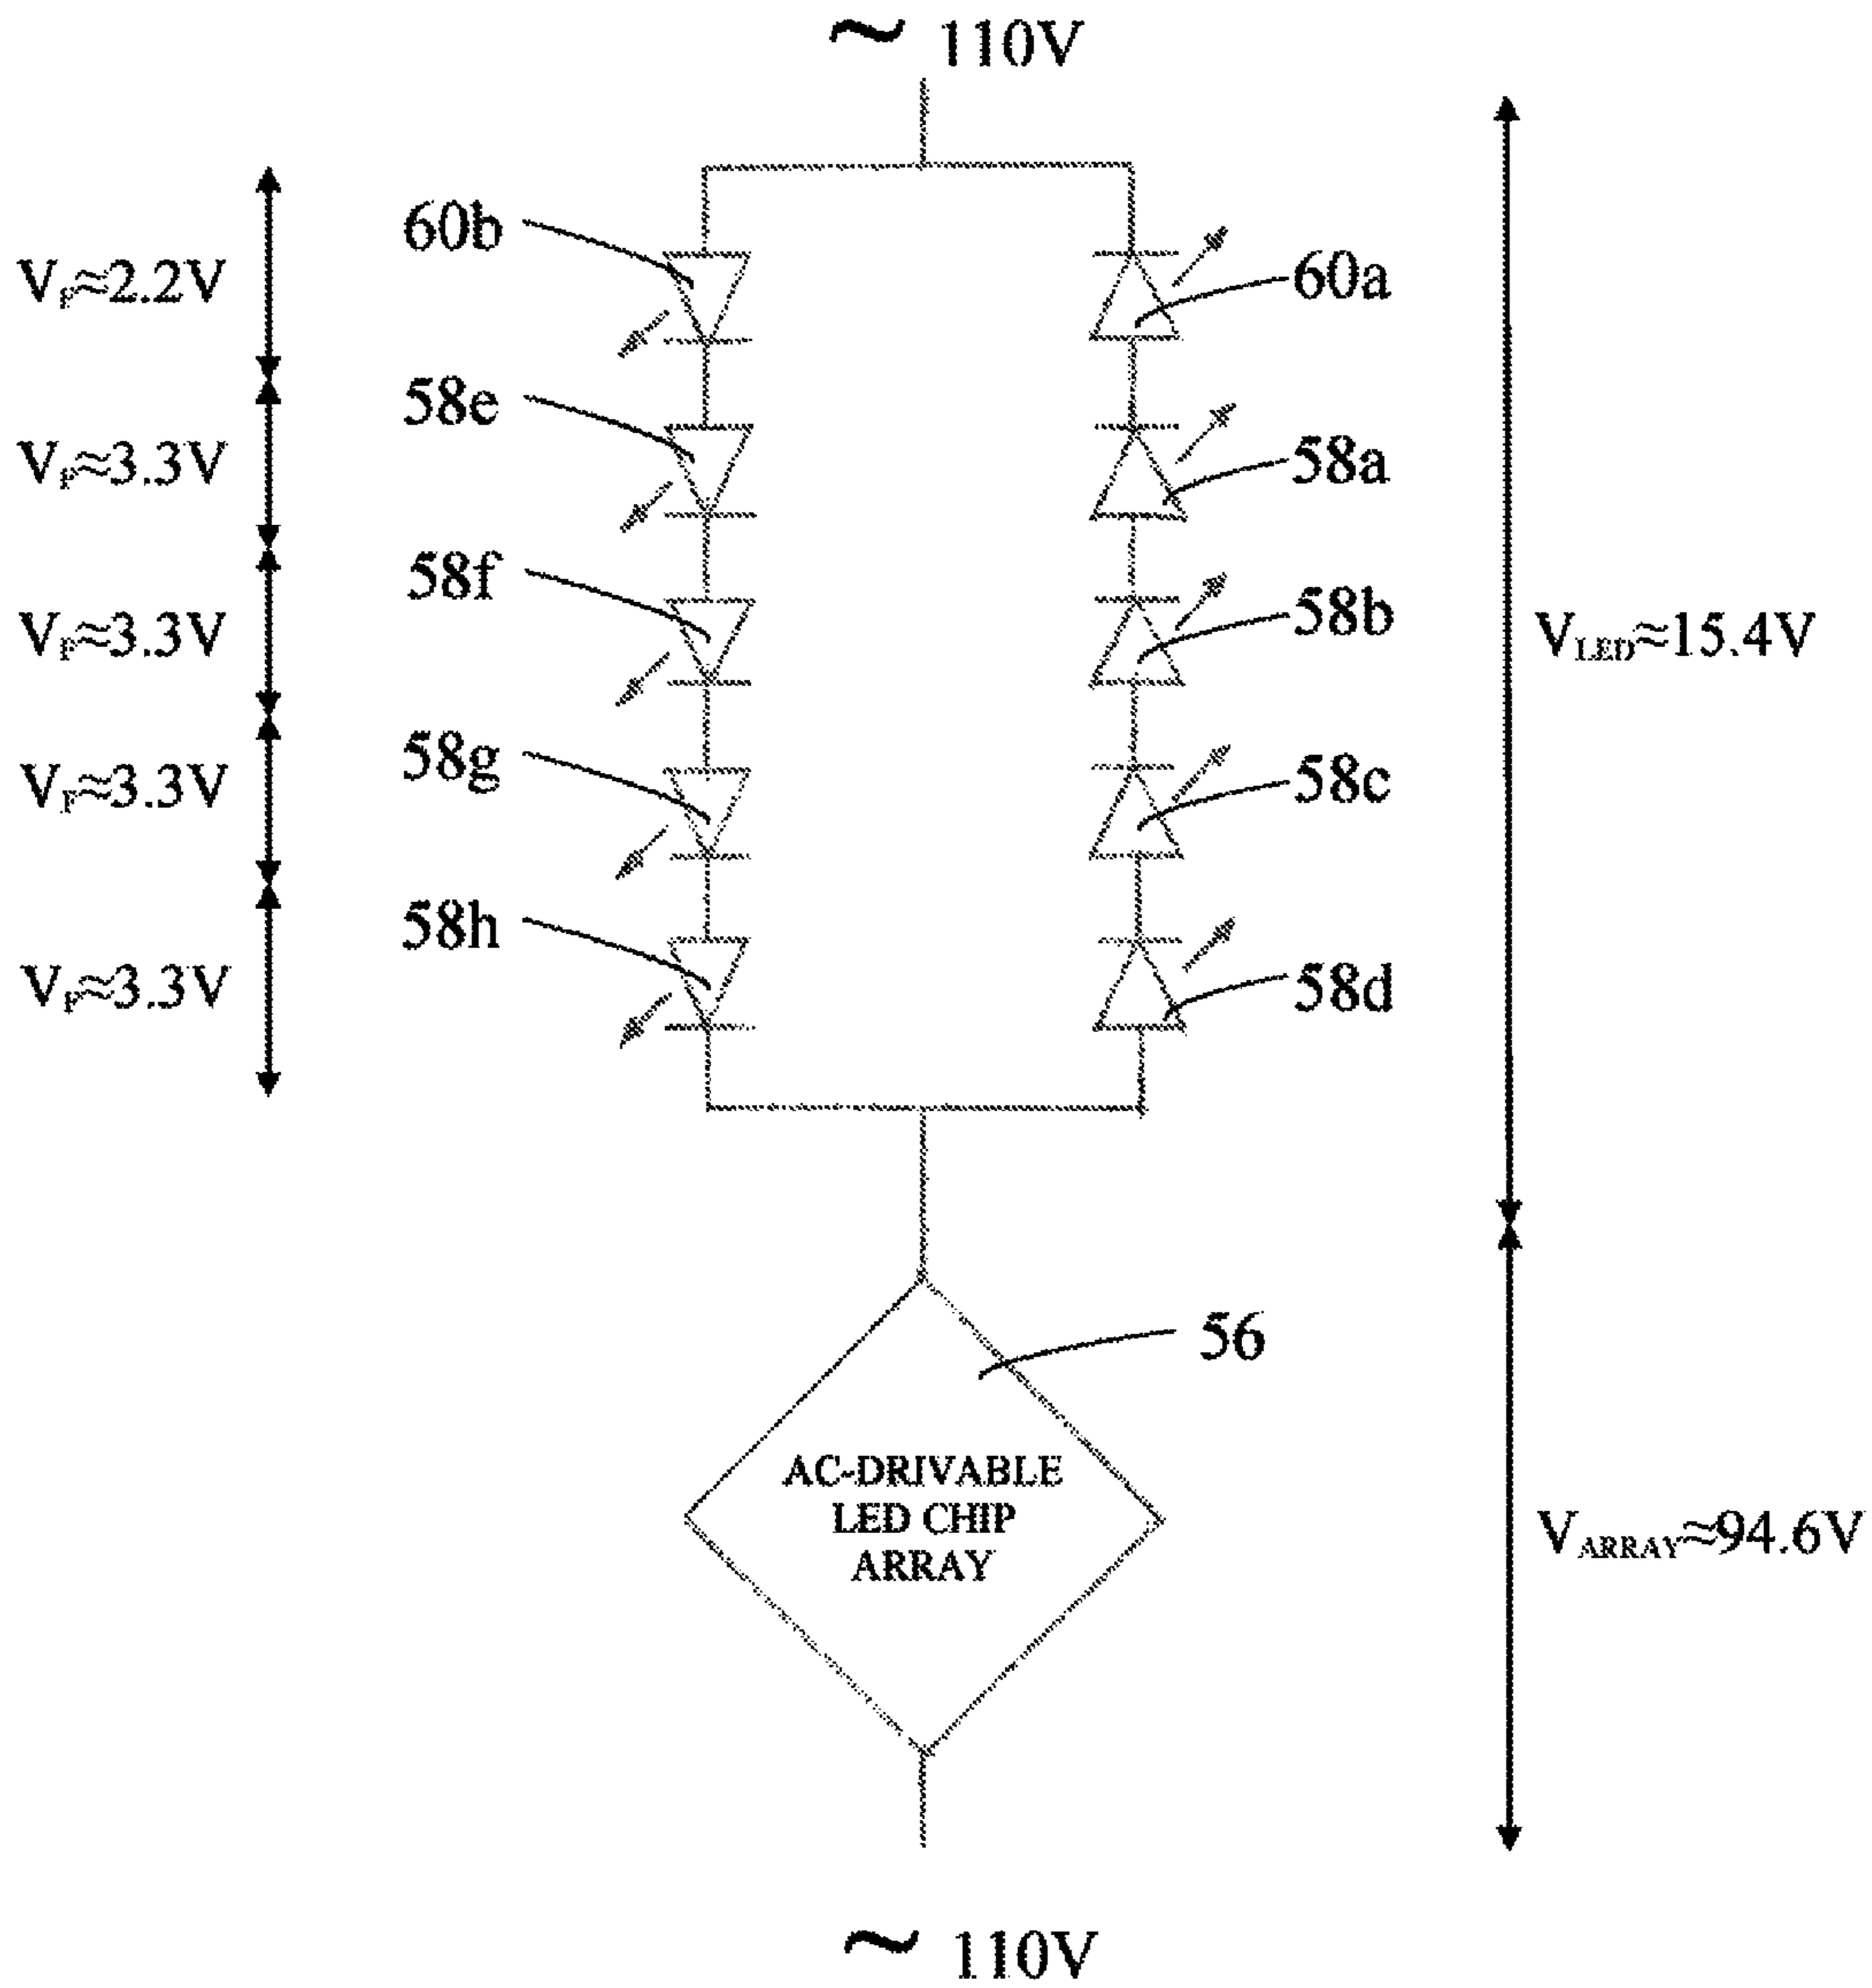 ~ 110V
60b
60a
VF≈2.2V
58e
58a
VF≈3.3V
58f
58b
VF≈3.3V
VLED≈15.4V
58g
58c
VF≈3.3V
58h
58d
VF≈3.3V
56
AC-DRIVABLE
LED CHIP
ARRAY
VARRAY≈94.6V
~ 110V